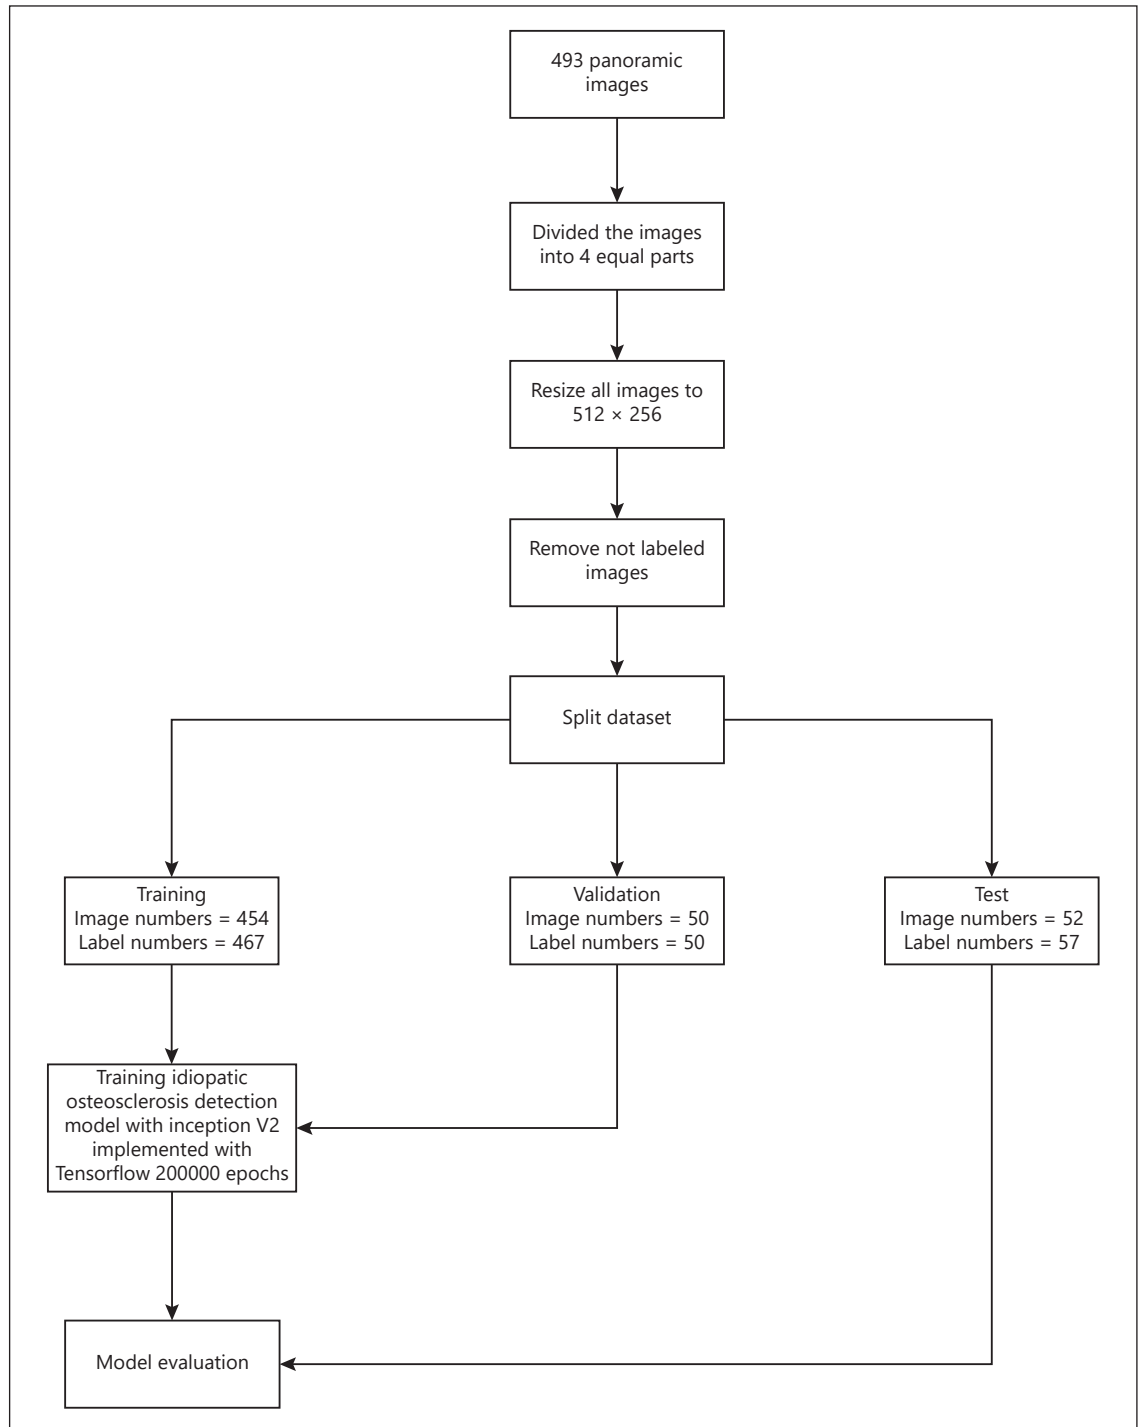 493 panoramic
images
Divided the images
into 4 equal parts
Resize all images to
512 × 256
Remove not labeled
images
Split dataset
Training
Image numbers = 454
Label numbers = 467
Validation
Image numbers = 50
Label numbers = 50
Test
Image numbers = 52
Label numbers = 57
Training idiopatic
osteosclerosis detection
model with inception V2
implemented with
Tensorflow 200000 epochs
Model evaluation